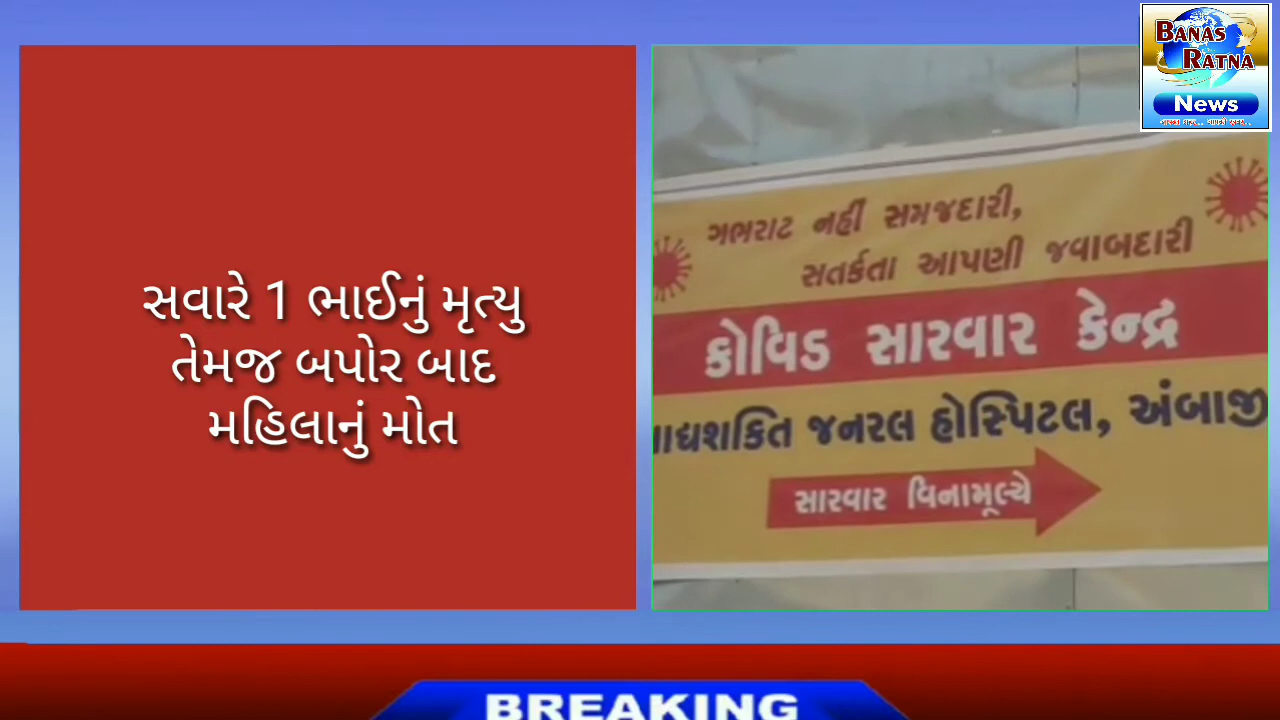 BANAS
RATNA
News
સવારે 1 ભાઈનું મૃત્યુ
તેમજ બપોર બાદ
મહિલાનું મોત
ગભરાટ નહીં સમજદારી,
સતર્કતા આપણી જવાબદારી
કોવિડ સારવાર કેન્દ્ર
જનરલ હોસ્પિટલ, અંબાજી
સારવાર વિનામૂલ્યે
BREAKING